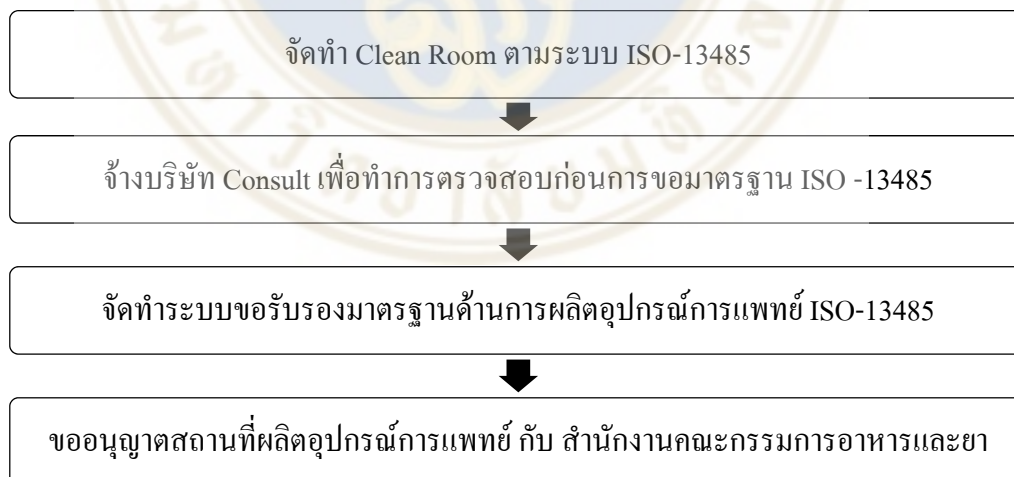 จัดทำ Clean Room ตามระบบ ISO-13485
จ้างบริษัท Consult เพื่อทำการตรวจสอบก่อนการขอมาตรฐาน ISO -13485
จัดทำระบบขอรับรองมาตรฐานด้านการผลิตอุปกรณ์การแพทย์ ISO-13485
ขออนุญาตสถานที่ผลิตอุปกรณ์การแพทย์ กับ สำนักงานคณะกรรมการอาหารและยา